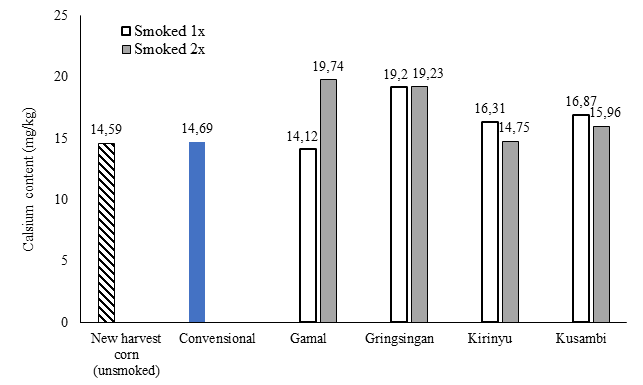 25
Smoked 1x
Smoked 2x
20
19,74
19,2 19,23
16,31
16,87
15,96
14,59
14,69
14,12
14,75
15
10
5
0
Calsium content (mg/kg)
New harvest
corn
(unsmoked)
Convensional
Gamal
Gringsingan
Kirinyu
Kusambi